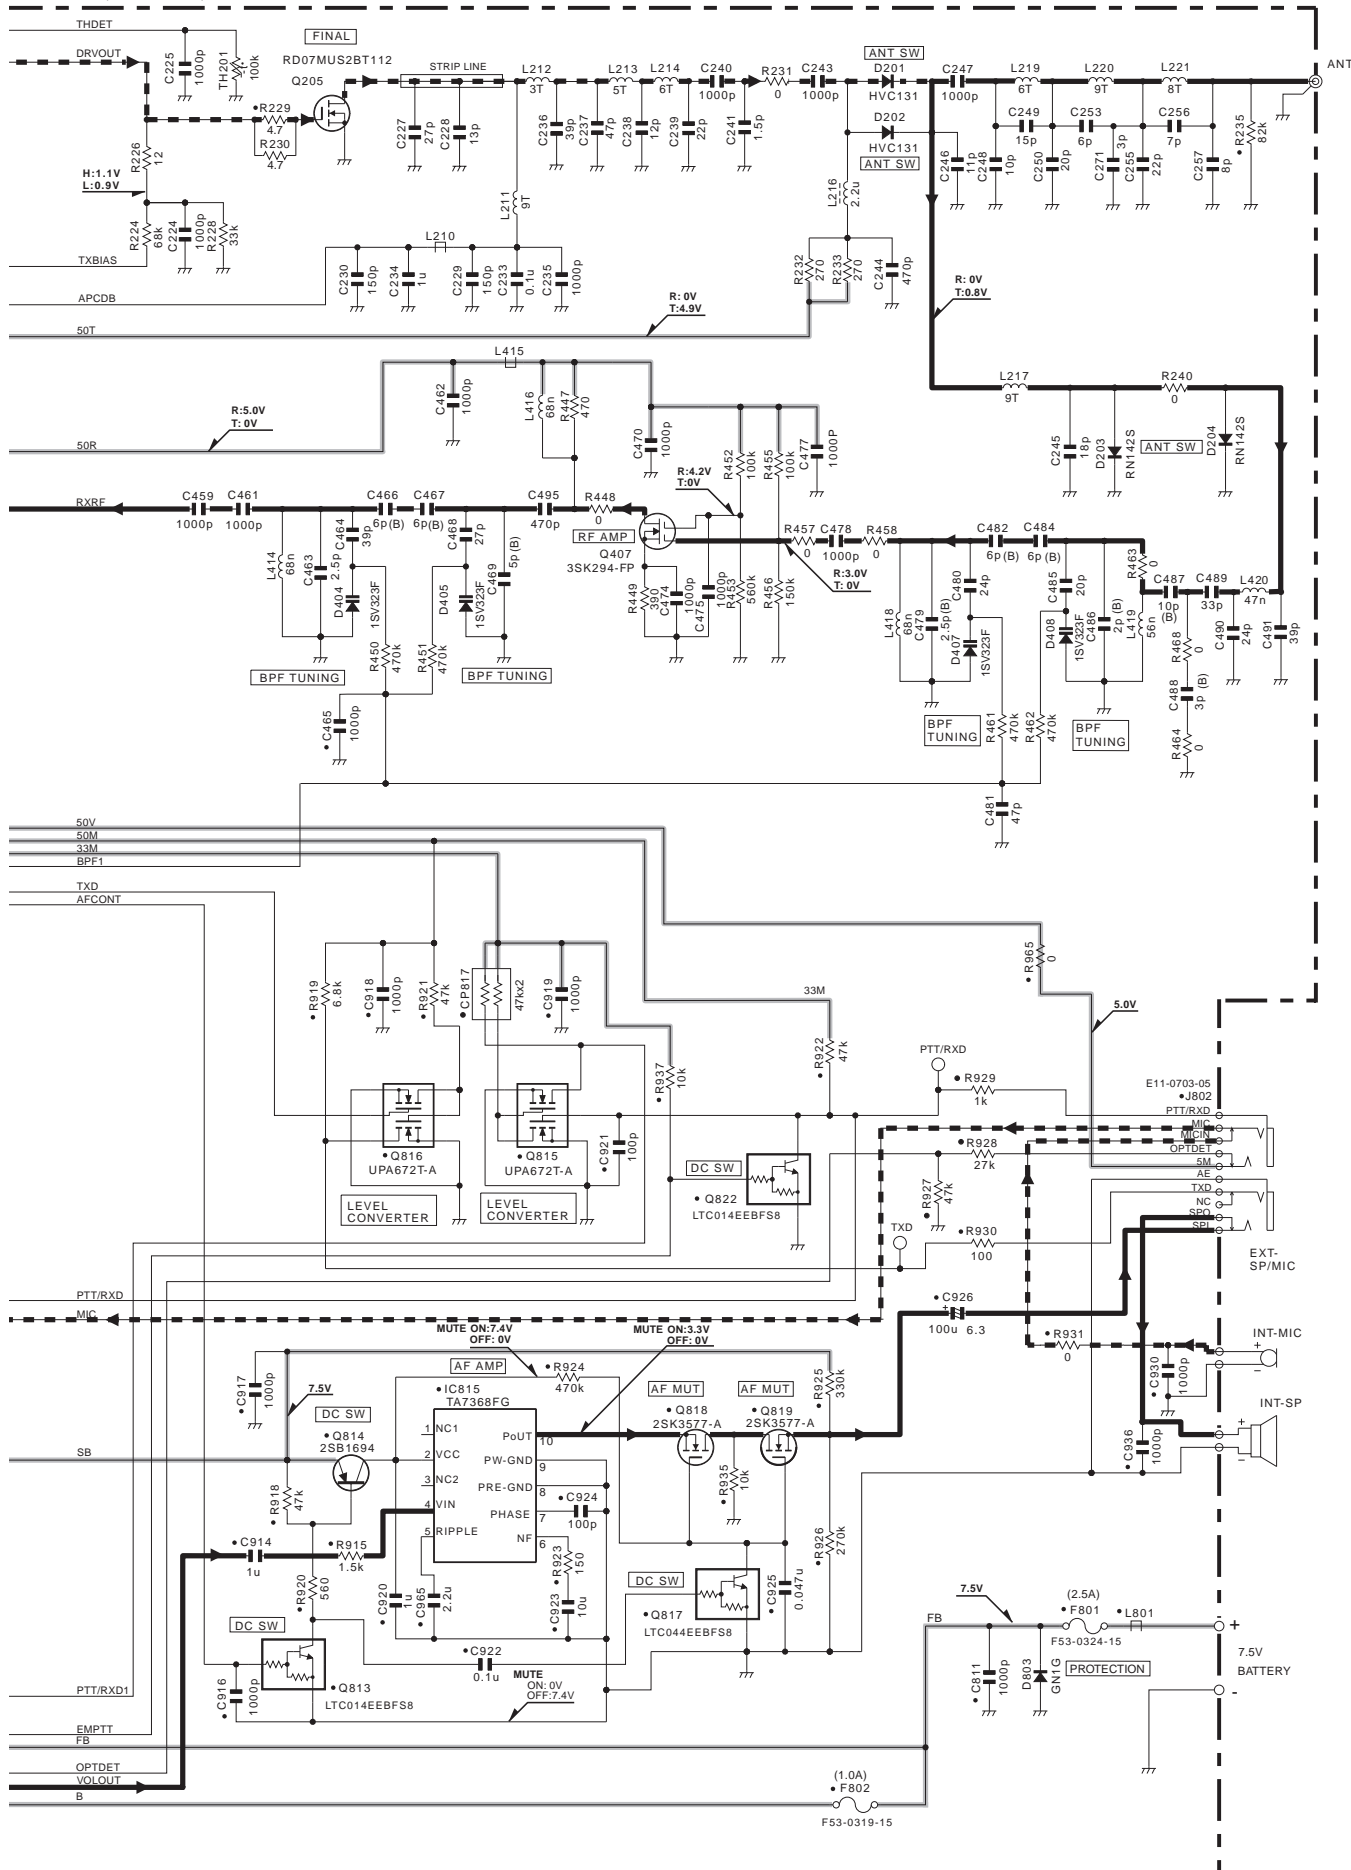 THDET
DRVOUT
C225
1000p
TH201
100k
FINAL
RD07MUS2BT112
Q205
STRIP LINE
• R229
4.7
R230
4.7
R226
12
H:1.1V
L:0.9V
R224
68k
C224
1000p
R228
33k
TXBIAS
APCDB
50T
C227
27p
C228
13p
L212
3T
L213
5T
L214
6T
C240
1000p
R231
0
C243
1000p
C236
39p
C237
47p
C238
12p
C239
22p
C241
1.5p
L211
9T
L210
C230
150p
C234
1u
C229
150p
C233
0.1u
C235
1000p
ANT SW
D201
HVC131
D202
HVC131
ANT SW
C247
1000p
L219
6T
L220
9T
L221
8T
ANT
C249
15p
C253
6p
C256
7p
C246
11p
C248
10p
C250
20p
C271
3p
C255
22p
C257
8p
• R235
82k
L216
2.2u
R232
270
R233
270
C244
470p
R: 0V
T:4.9V
R: 0V
T:0.8V
L415
C462
1000p
L416
68n
R447
470
R:5.0V
T: 0V
50R
C470
1000p
R452
100k
R455
100k
C477
1000P
R:4.2V
T:0V
L217
9T
R240
0
C245
18p
D203
RN142S
ANT SW
D204
RN142S
RXRF
C459
1000p
C461
1000p
C466
6p(B)
C467
6p(B)
C495
470p
R448
0
RF AMP
Q407
3SK294-FP
L414
68n
C463
2.5p
C464
39p
D404
1SV323F
C468
27p
D405
1SV323F
C469
5p (B)
R450
470k
R451
470k
BPF TUNING
BPF TUNING
• C465
1000p
R449
390
C474
1000p
C475
1000p
R453
560k
R456
150k
R457
0
C478
1000p
R458
0
R:3.0V
T: 0V
C482
6p (B)
C484
6p (B)
C480
24p
C485
20p
L418
68n
C479
2.5p (B)
D407
1SV323F
D408
1SV323F
C486
2p (B)
L419
56n
R463
0
C487
10p
(B)
C489
33p
L420
47n
C490
24p
C491
39p
R468
0
C488
3p (B)
R464
0
BPF
TUNING
R461
470k
R462
470k
BPF
TUNING
C481
47p
50V
50M
33M
BPF1
TXD
AFCONT
• R919
6.8k
• C918
1000p
• R921
47k
• CP817
47kx2
• C919
1000p
• R937
10k
33M
• R922
47k
• R965
0
5.0V
PTT/RXD
• R929
1k
E11-0703-05
• J802
PTT/RXD
MIC
MICIN
OPTDET
5M
AE
TXD
NC
SPO
SPI
EXT-
SP/MIC
• Q816
UPA672T-A
• Q815
UPA672T-A
LEVEL
CONVERTER
LEVEL
CONVERTER
• C921
100p
DC SW
• Q822
LTC014EEBFS8
• R928
27k
• R927
47k
TXD
• R930
100
PTT/RXD
MIC
MUTE ON:7.4V
OFF: 0V
MUTE ON:3.3V
OFF: 0V
• C926
100u 6.3
+
• R931
0
• C930
1000p
INT-MIC
+
−
INT-SP
+
−
• C936
1000p
• C917
1000p
7.5V
AF AMP
• R924
470k
• IC815
TA7368FG
1 NC1
2 VCC
3 NC2
4 VIN
5 RIPPLE
PoUT
10
PW-GND
9
PRE-GND
8
PHASE
7
NF
6
AF MUT
• Q818
2SK3577-A
AF MUT
• Q819
2SK3577-A
• R925
330k
• R935
10k
• R926
270k
DC SW
• Q814
2SB1694
SB
• R918
47k
• C914
1u
• R915
1.5k
• R920
560
• C924
100p
• R923
150
• C923
10u
• C920
1u
• C965
2.2u
DC SW
• Q817
LTC044EEBFS8
• C925
0.047u
DC SW
• Q813
LTC014EEBFS8
• C916
1000p
• C922
0.1u
MUTE
ON: 0V
OFF:7.4V
PTT/RXD1
EMPTT
FB
OPTDET
VOLOUT
B
7.5V
FB
(2.5A)
• F801
F53-0324-15
• L801
+
7.5V
BATTERY
-
• C811
1000p
D803
GN1G
PROTECTION
(1.0A)
• F802
F53-0319-15